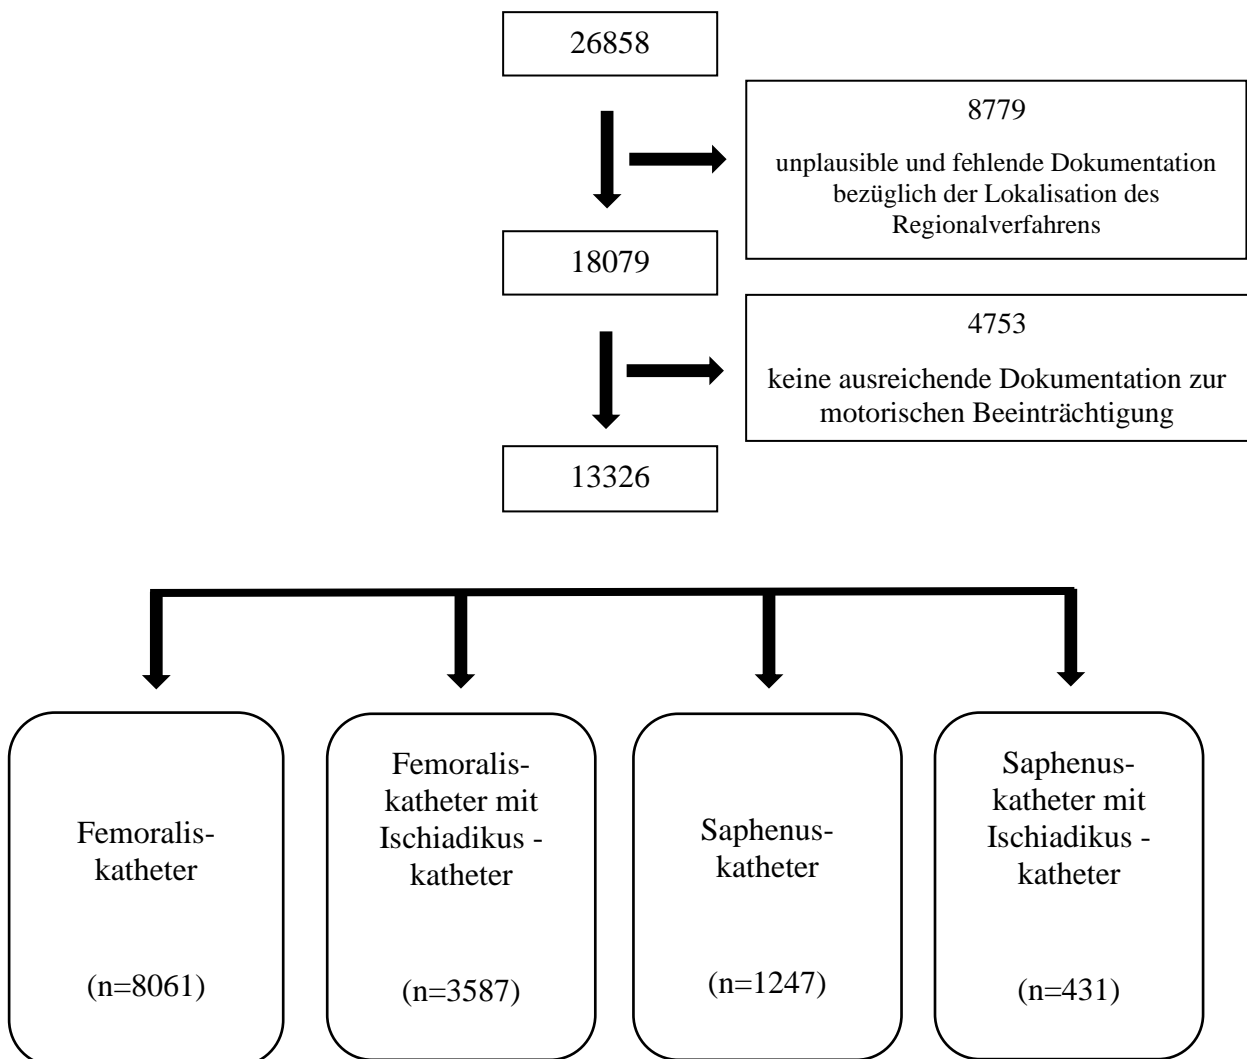 26858
8779
unplausible und fehlende Dokumentation
bezüglich der Lokalisation des
Regionalverfahrens
18079
4753
keine ausreichende Dokumentation zur
motorischen Beeinträchtigung
13326
Femoralis-
katheter
(n=8061)
Femoralis-
katheter mit
Ischiadikus -
katheter
(n=3587)
Saphenus-
katheter
(n=1247)
Saphenus-
katheter mit
Ischiadikus -
katheter
(n=431)